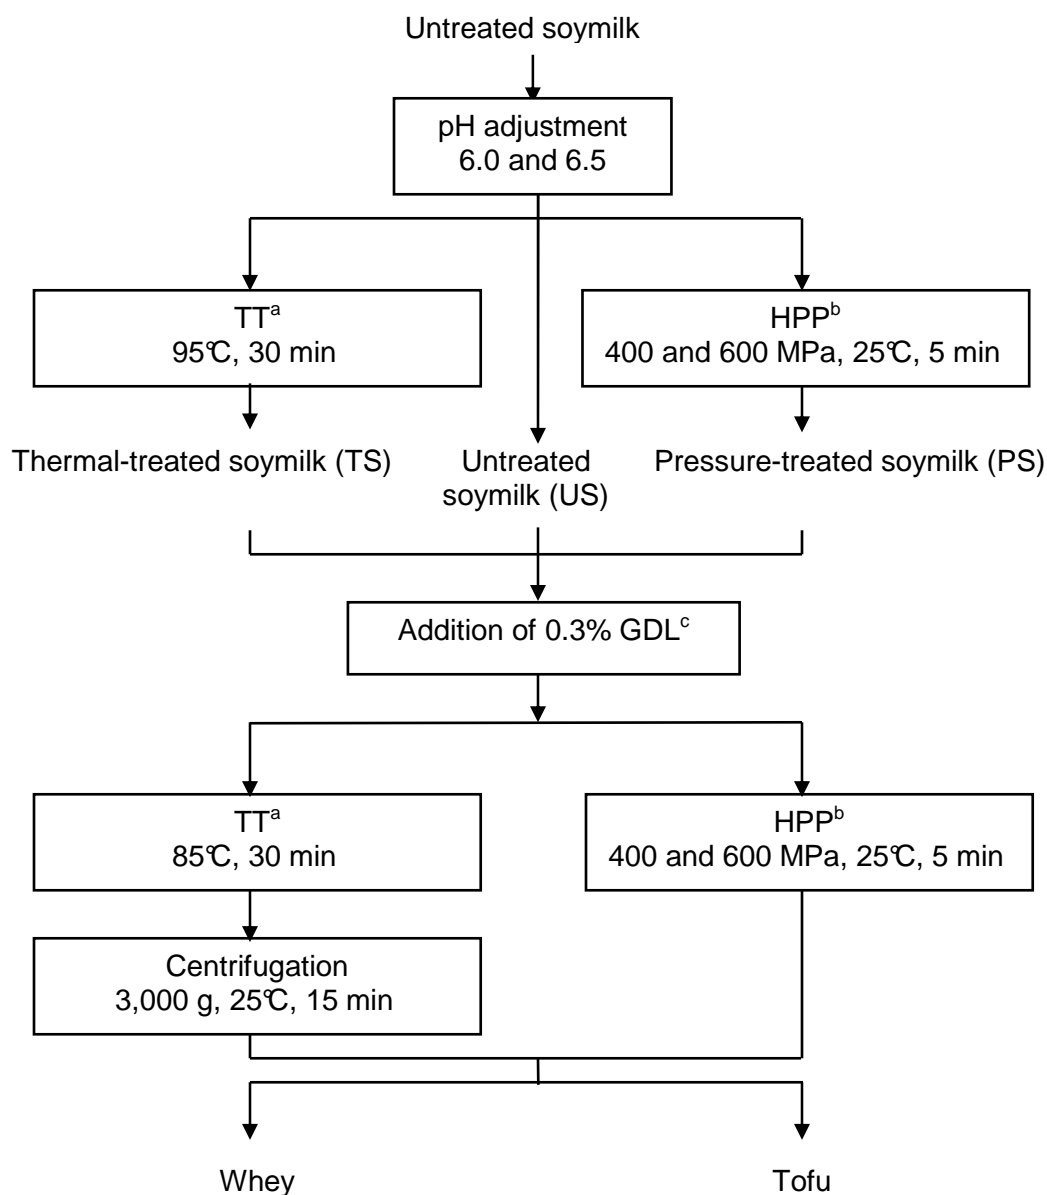 Untreated soymilk
pH adjustment
6.0 and 6.5
TTa
95°C, 30 min
HPPb
400 and 600 MPa, 25°C, 5 min
Thermal-treated soymilk (TS)
Untreated
soymilk (US)
Pressure-treated soymilk (PS)
Addition of 0.3% GDLc
TTa
85°C, 30 min
HPPb
400 and 600 MPa, 25°C, 5 min
Centrifugation
3,000 g, 25°C, 15 min
Whey
Tofu